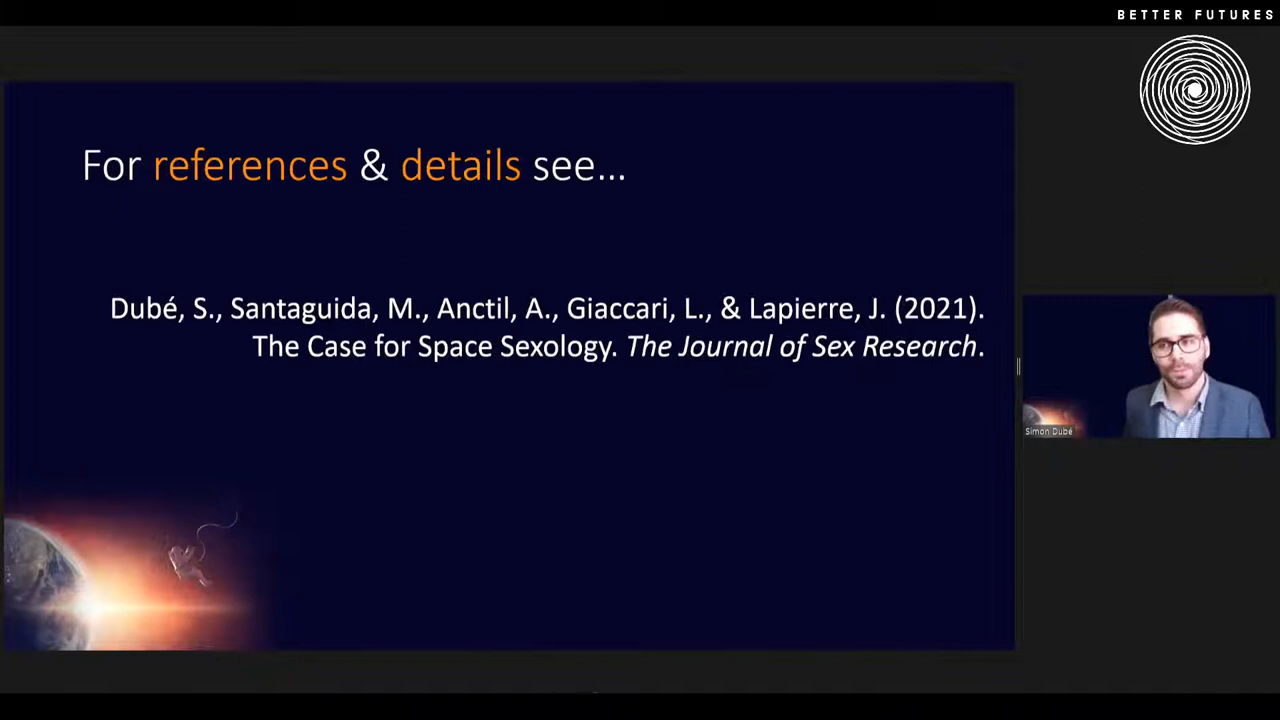 BETTER FUTURES
For references & details see...
Dubé, S., Santaguida, M., Anctil, A., Giaccari, L., & Lapierre, J. (2021).
The Case for Space Sexology. The Journal of Sex Research.
Simon Dubé